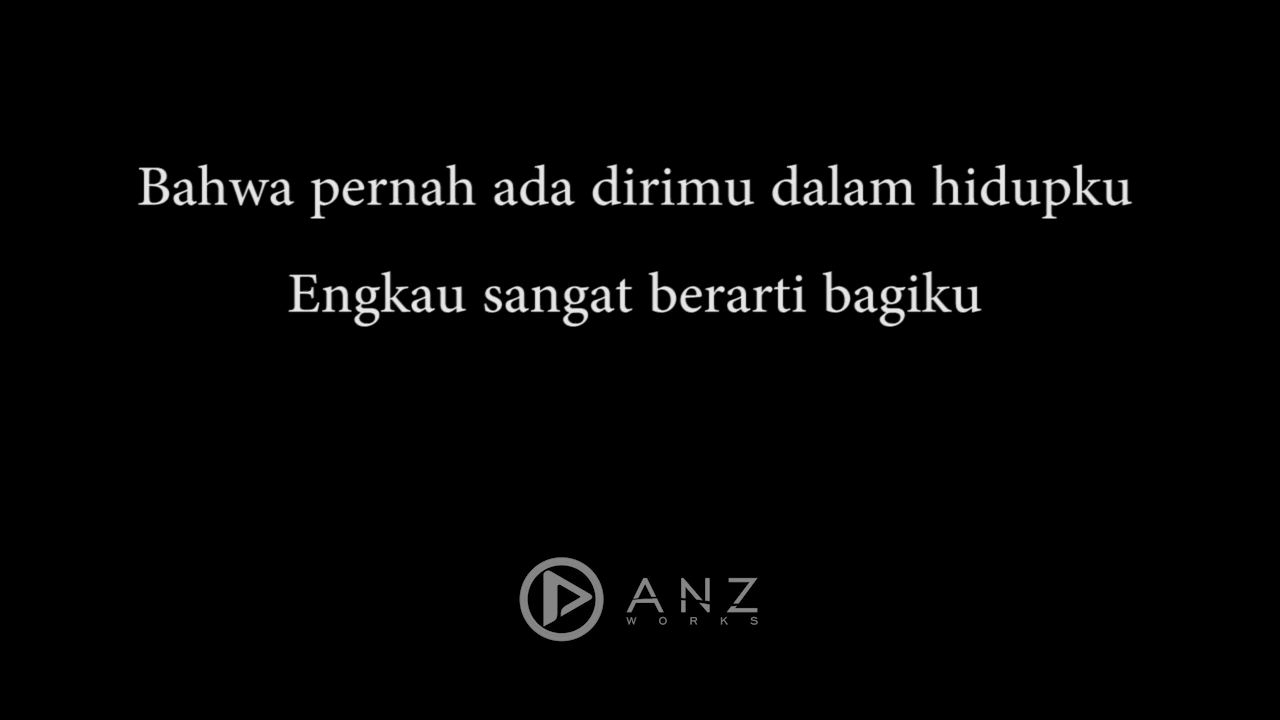 Bahwa pernah ada dirimu dalam hidupku
Engkau sangat berarti bagiku
ANZ
WORKS